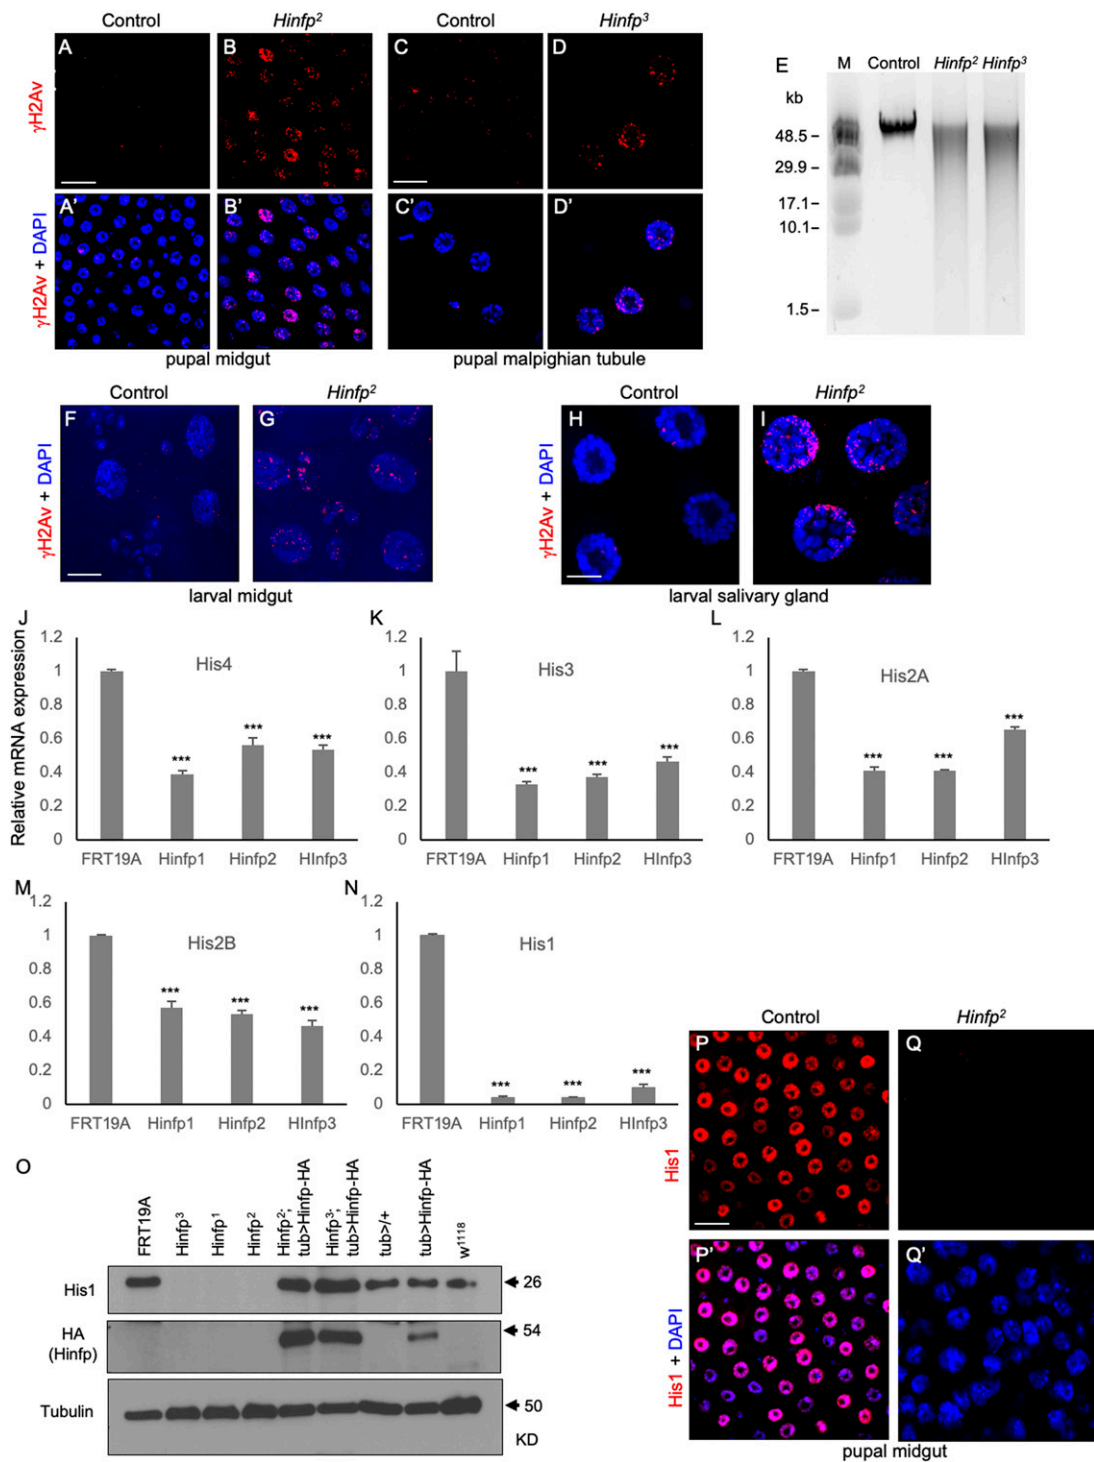 Control Hinfp² Control Hinfp³
A B C D
γH2Av
A' B' C' D'
γH2Av + DAPI
pupal midgut pupal malpighian tubule
E M Control Hinfp² Hinfp³
kb
48.5
29.9
17.1
10.1
1.5
Control Hinfp² Control Hinfp²
F G H I
γH2Av + DAPI γH2Av + DAPI
larval midgut larval salivary gland
J K L
Relative mRNA expression
1.2
1
0.8
0.6
0.4
0.2
0
His4
*** *** ***
FRT19A Hinfp1 Hinfp2 HInfp3
1.2
1
0.8
0.6
0.4
0.2
0
His3
*** *** ***
FRT19A Hinfp1 Hinfp2 HInfp3
1.2
1
0.8
0.6
0.4
0.2
0
His2A
*** *** ***
FRT19A Hinfp1 Hinfp2 HInfp3
M N
1.2
1
0.8
0.6
0.4
0.2
0
His2B
*** *** ***
FRT19A Hinfp1 Hinfp2 HInfp3
1.2
1
0.8
0.6
0.4
0.2
0
His1
*** *** ***
FRT19A Hinfp1 Hinfp2 HInfp3
O
FRT19A
Hinfp³
Hinfp¹
Hinfp²
Hinfp²;
tub>Hinfp-HA
Hinfp³;
tub>Hinfp-HA
tub>/+
tub>Hinfp-HA
w¹¹¹⁸
His1 26
HA
(Hinfp) 54
Tubulin 50
KD
Control Hinfp²
P Q
His1
P' Q'
His1 + DAPI
pupal midgut